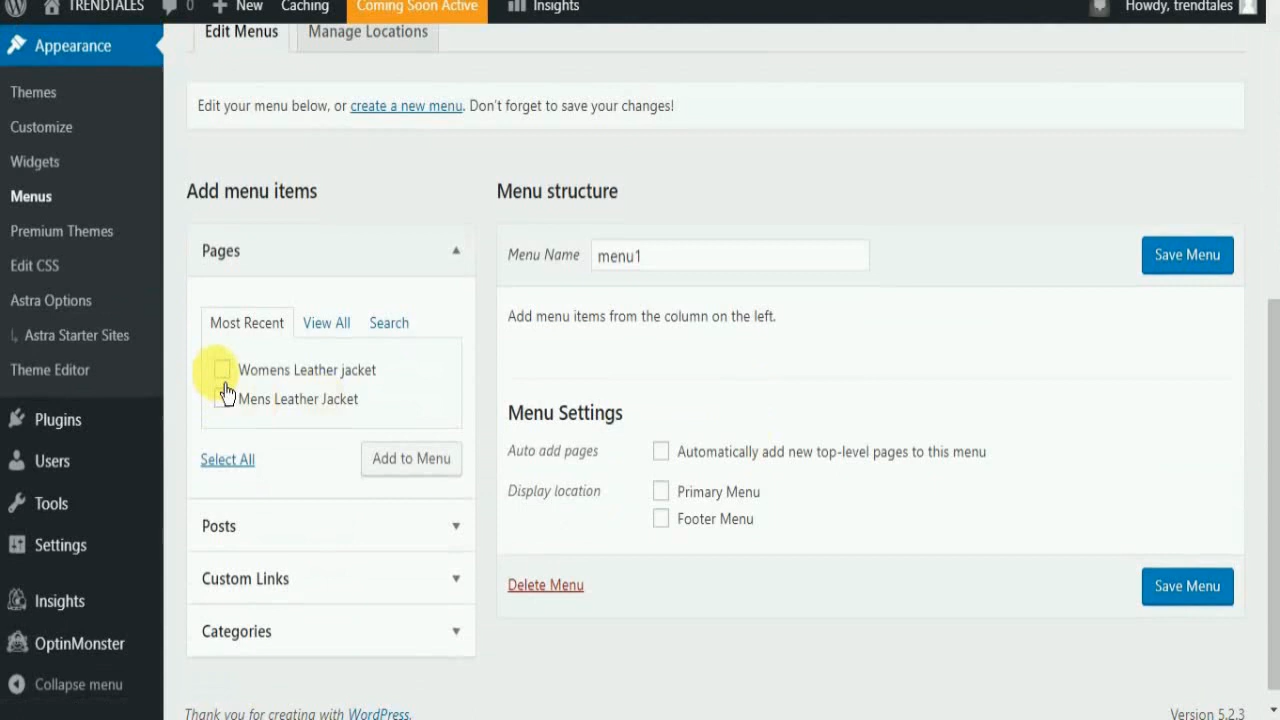 TRENDTALES 0 New Caching Coming Soon Active Insights Howdy, trendtales
Appearance
Themes
Customize
Widgets
Menus
Premium Themes
Edit CSS
Astra Options
Astra Starter Sites
Theme Editor
Plugins
Users
Tools
Settings
Insights
OptinMonster
Collapse menu
Edit Menus Manage Locations
Edit your menu below, or create a new menu. Don't forget to save your changes!
Add menu items
Pages
Most Recent View All Search
Womens Leather jacket
Mens Leather Jacket
Select All Add to Menu
Posts
Custom Links
Categories
Menu structure
Menu Name menu1 Save Menu
Add menu items from the column on the left.
Menu Settings
Auto add pages Automatically add new top-level pages to this menu
Display location Primary Menu
Footer Menu
Delete Menu Save Menu
Thank you for creating with WordPress. Version 5.2.3